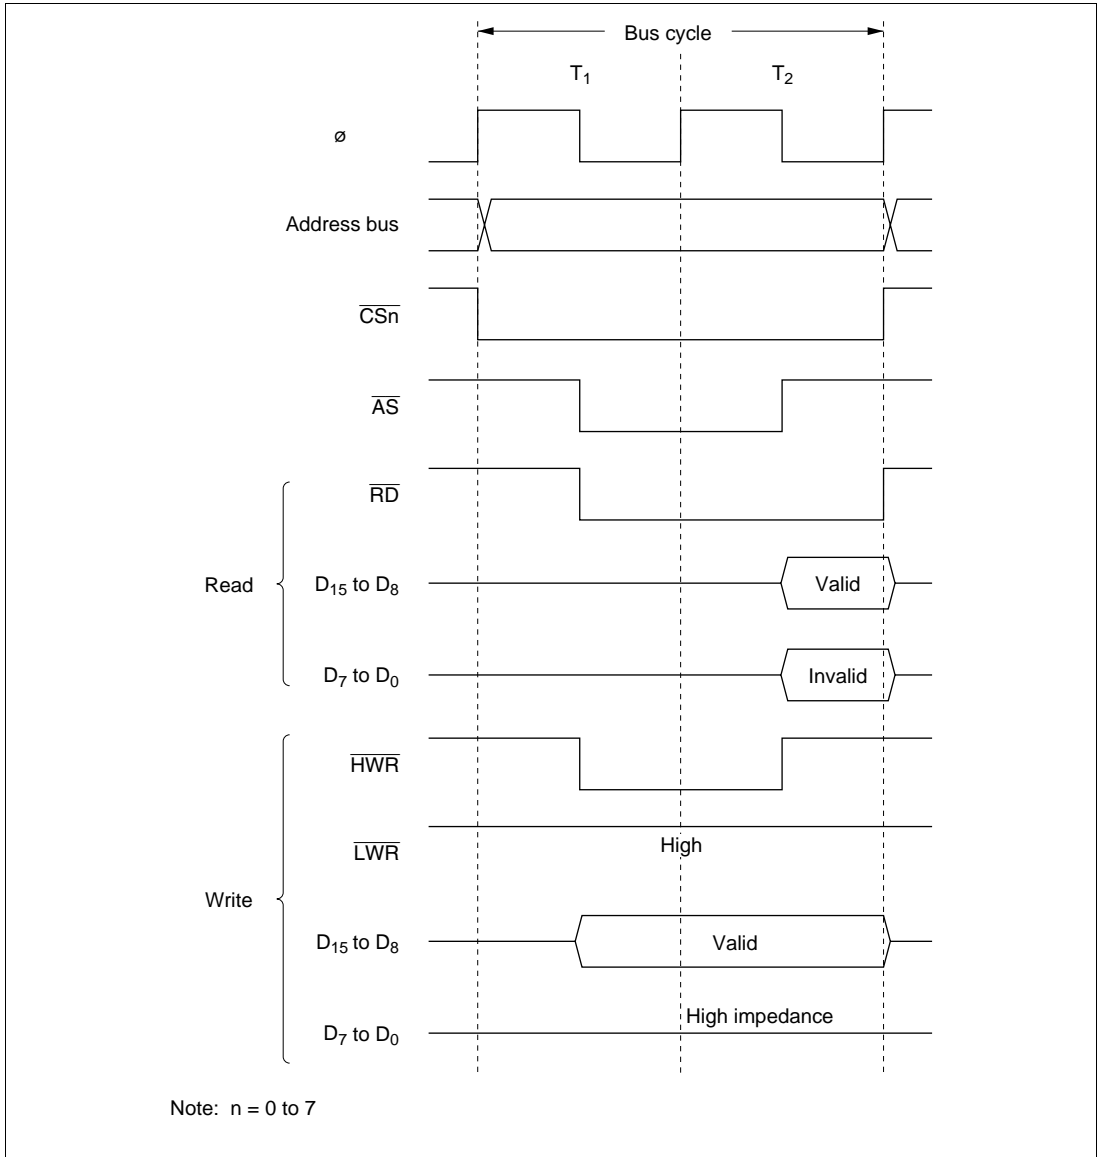 Bus cycle
T1 T2
ø
Address bus
CSn
AS
RD
Read D15 to D8 Valid
D7 to D0 Invalid
HWR
LWR High
Write
D15 to D8 Valid
High impedance
D7 to D0
Note: n = 0 to 7